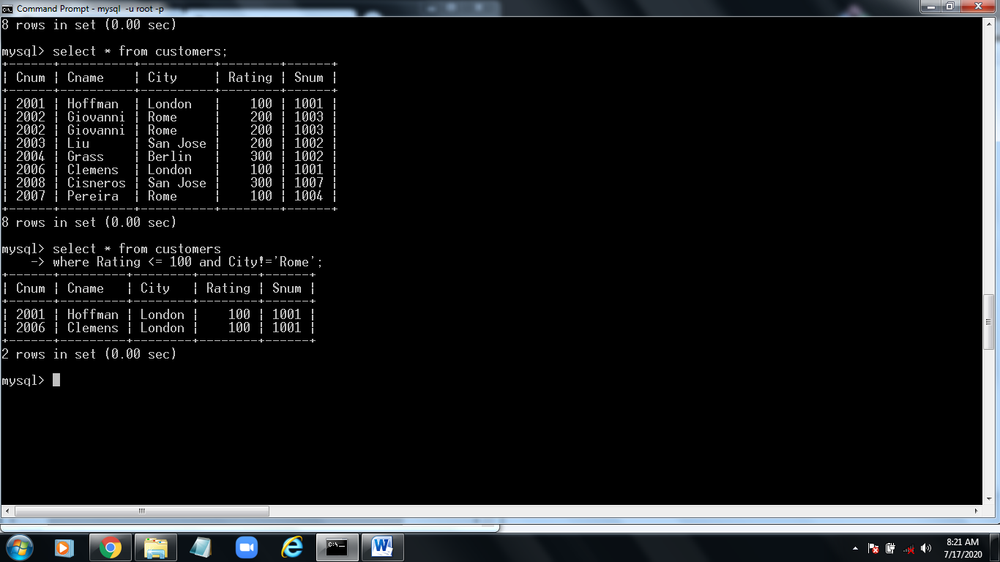 Command Prompt - mysql -u root -p
8 rows in set (0.00 sec)
mysql> select * from customers;
+------+----------+----------+--------+------+
| Cnum | Cname    | City     | Rating | Snum |
+------+----------+----------+--------+------+
| 2001 | Hoffman  | London   |    100 | 1001 |
| 2002 | Giovanni | Rome     |    200 | 1003 |
| 2002 | Giovanni | Rome     |    200 | 1003 |
| 2003 | Liu      | San Jose |    200 | 1002 |
| 2004 | Grass    | Berlin   |    300 | 1002 |
| 2006 | Clemens  | London   |    100 | 1001 |
| 2008 | Cisneros | San Jose |    300 | 1007 |
| 2007 | Pereira  | Rome     |    100 | 1004 |
+------+----------+----------+--------+------+
8 rows in set (0.00 sec)
mysql> select * from customers
    -> where Rating <= 100 and City!='Rome';
+------+---------+--------+--------+------+
| Cnum | Cname   | City   | Rating | Snum |
+------+---------+--------+--------+------+
| 2001 | Hoffman | London |    100 | 1001 |
| 2006 | Clemens | London |    100 | 1001 |
+------+---------+--------+--------+------+
2 rows in set (0.00 sec)
mysql>
8:21 AM
7/17/2020